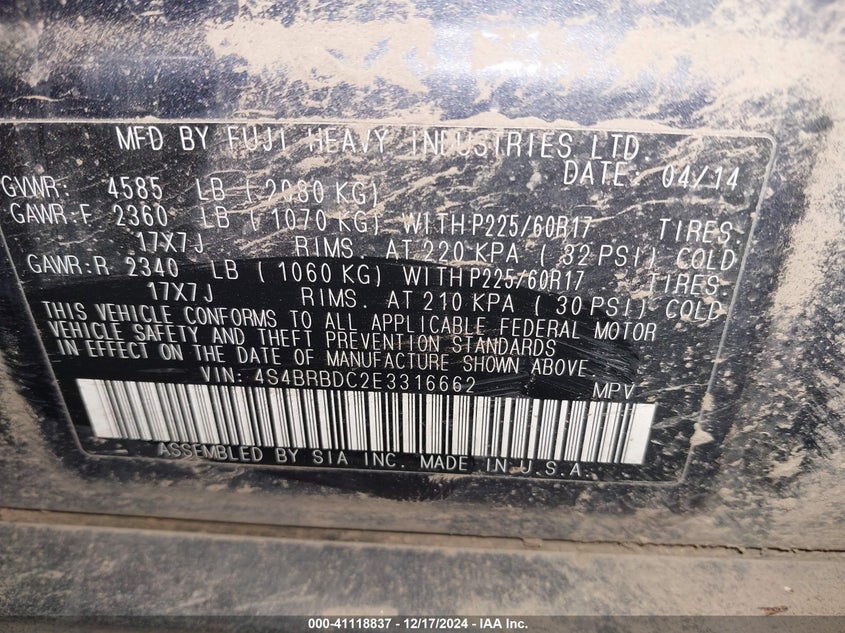 MFD BY FUJI HEAVY INDUSTRIES LTD.
DATE: 04/14
GVWR: 4585 LB (2080 KG)
GAWR:F 2360 LB (1070 KG) WITH P225/60R17 TIRES.
17X7J RIMS. AT 220 KPA (32 PSI) COLD
GAWR:R 2340 LB (1060 KG) WITH P225/60R17 TIRES.
17X7J RIMS. AT 210 KPA (30 PSI) COLD
THIS VEHICLE CONFORMS TO ALL APPLICABLE FEDERAL MOTOR
VEHICLE SAFETY AND THEFT PREVENTION STANDARDS
IN EFFECT ON THE DATE OF MANUFACTURE SHOWN ABOVE.
VIN: 4S4BRBDC2E3316662 MPV
ASSEMBLED BY SIA INC. MADE IN U.S.A.
000-41118837 - 12/17/2024 - IAA Inc.